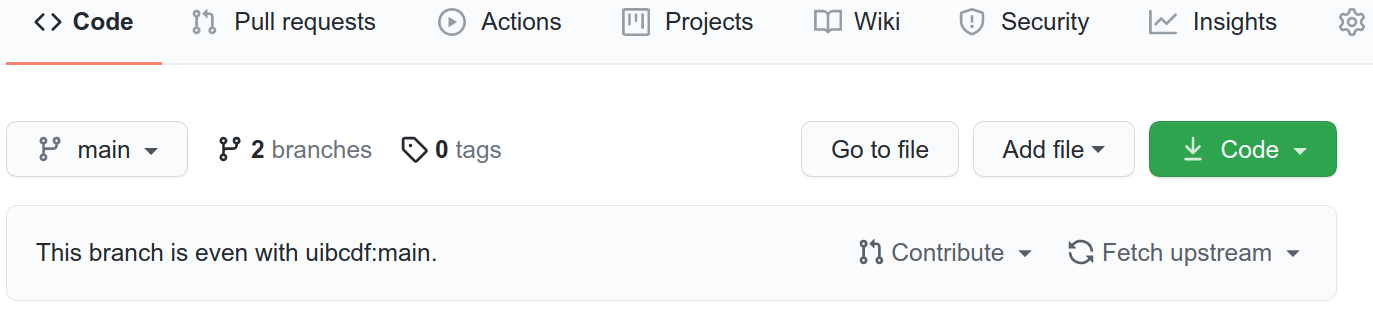 Code Pull requests Actions Projects Wiki Security Insights
main 2 branches 0 tags Go to file Add file Code
This branch is even with uibcdf:main. Contribute Fetch upstream